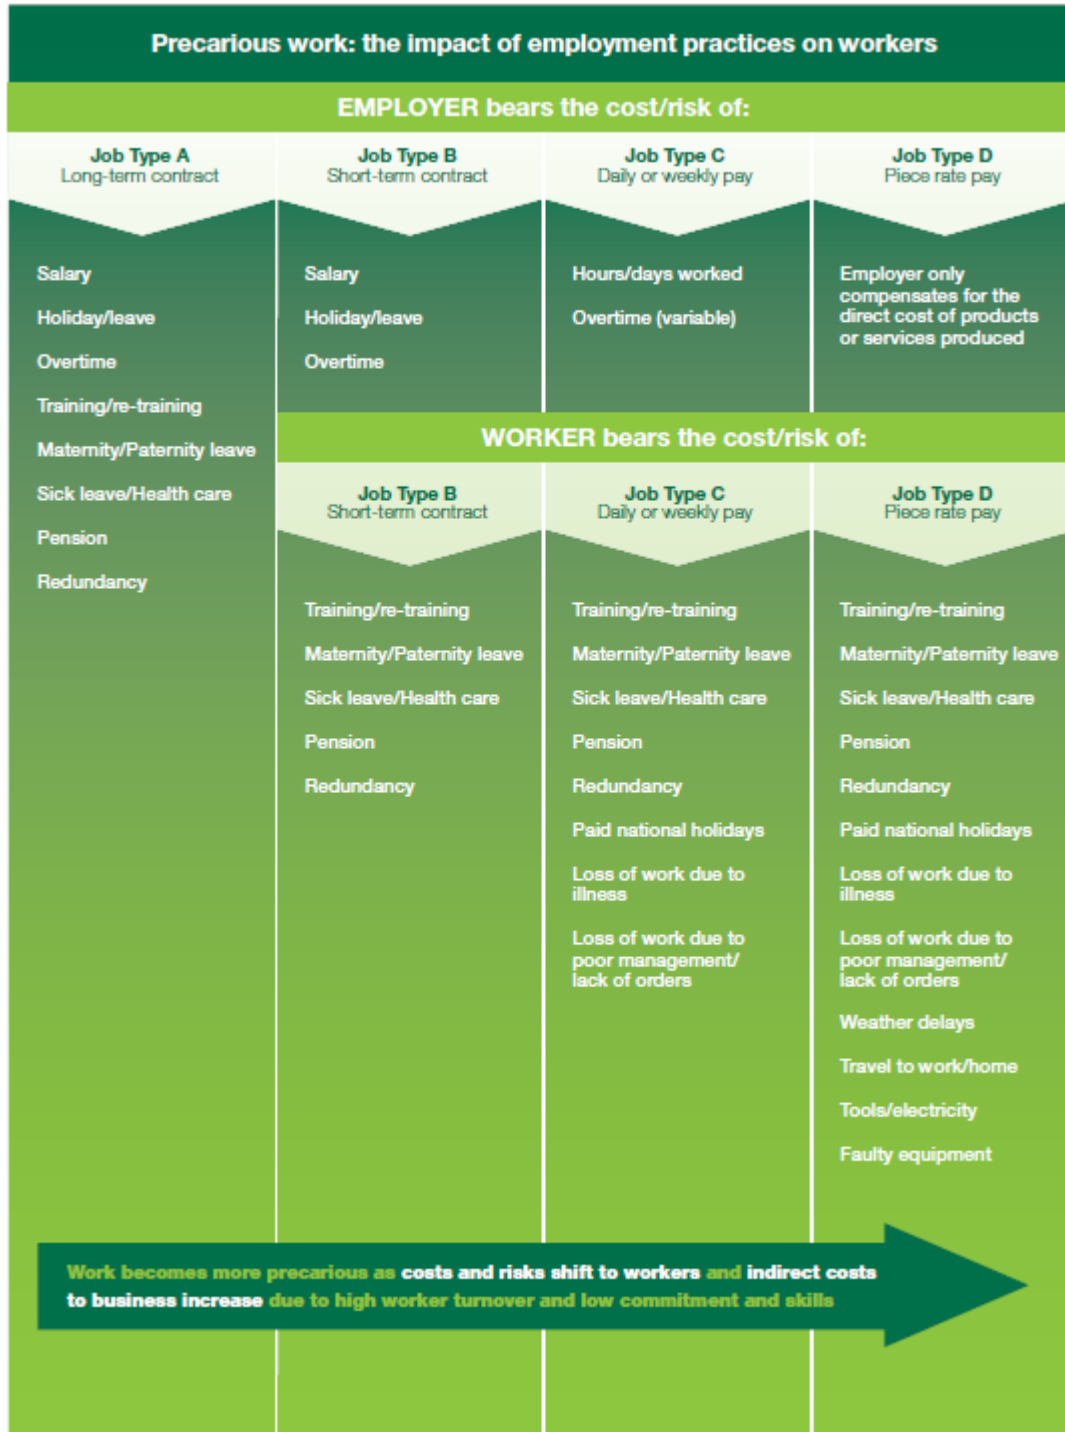 Precarious work: the impact of employment practices on workers
EMPLOYER bears the cost/risk of:
Job Type A
Long-term contract
Salary
Holiday/leave
Overtime
Training/re-training
Maternity/Paternity leave
Sick leave/Health care
Pension
Redundancy
Job Type B
Short-term contract
Salary
Holiday/leave
Overtime
Job Type C
Daily or weekly pay
Hours/days worked
Overtime (variable)
Job Type D
Piece rate pay
Employer only
compensates for the
direct cost of products
or services produced
WORKER bears the cost/risk of:
Job Type B
Short-term contract
Training/re-training
Maternity/Paternity leave
Sick leave/Health care
Pension
Redundancy
Job Type C
Daily or weekly pay
Training/re-training
Maternity/Paternity leave
Sick leave/Health care
Pension
Redundancy
Paid national holidays
Loss of work due to
illness
Loss of work due to
poor management/
lack of orders
Job Type D
Piece rate pay
Training/re-training
Maternity/Paternity leave
Sick leave/Health care
Pension
Redundancy
Paid national holidays
Loss of work due to
illness
Loss of work due to
poor management/
lack of orders
Weather delays
Travel to work/home
Tools/electricity
Faulty equipment
Work becomes more precarious as costs and risks shift to workers and indirect costs
to business increase due to high worker turnover and low commitment and skills